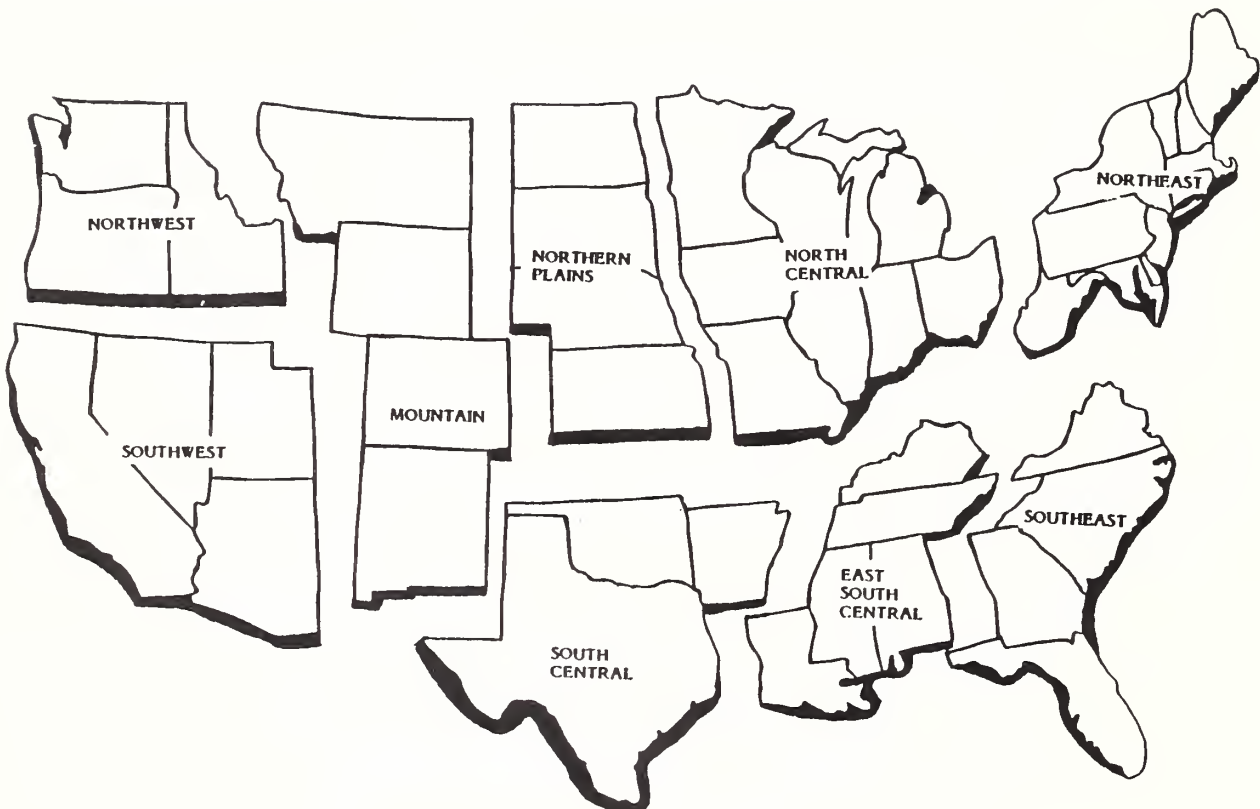 NORTHWEST
NORTHERN
PLAINS
NORTH
CENTRAL
NORTHEAST
MOUNTAIN
SOUTHWEST
SOUTHEAST
EAST
SOUTH
CENTRAL
SOUTH
CENTRAL